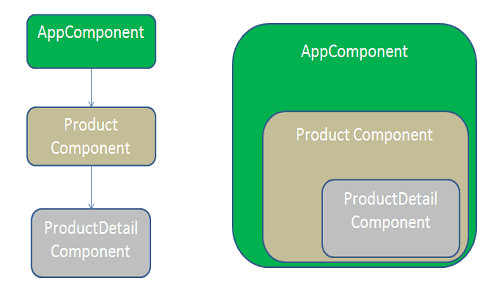 AppComponent
Product
Component
ProductDetail
Component
AppComponent
Product Component
ProductDetail
Component